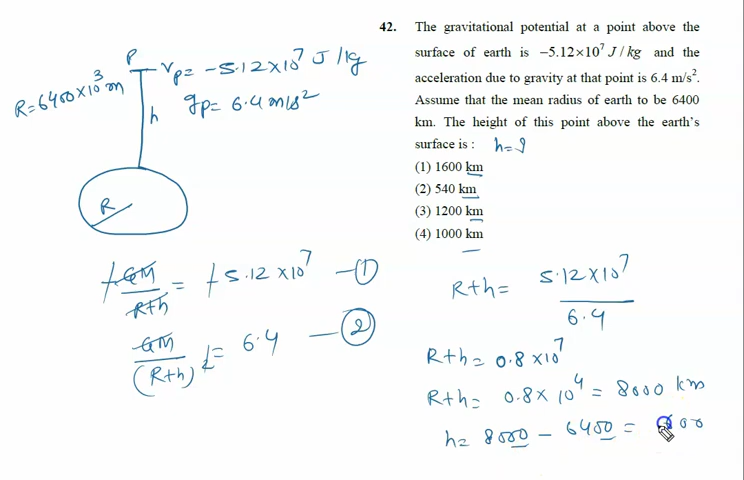 42. The gravitational potential at a point above the
surface of earth is −5.12×10⁷ J / kg and the
acceleration due to gravity at that point is 6.4 m/s².
Assume that the mean radius of earth to be 6400
km. The height of this point above the earth's
surface is : h=?
(1) 1600 km
(2) 540 km
(3) 1200 km
(4) 1000 km
P
Vp = −5.12×10⁷ J/kg
R=6400×10³m
gp= 6.4 m/s²
h
R
−GM/R+h = −5.12×10⁷ —①
GM/(R+h)² = 6.4 —②
R+h = 5.12×10⁷/6.4
R+h = 0.8×10⁷
R+h = 0.8×10⁴ = 8000 km
h= 8000 − 6400 =